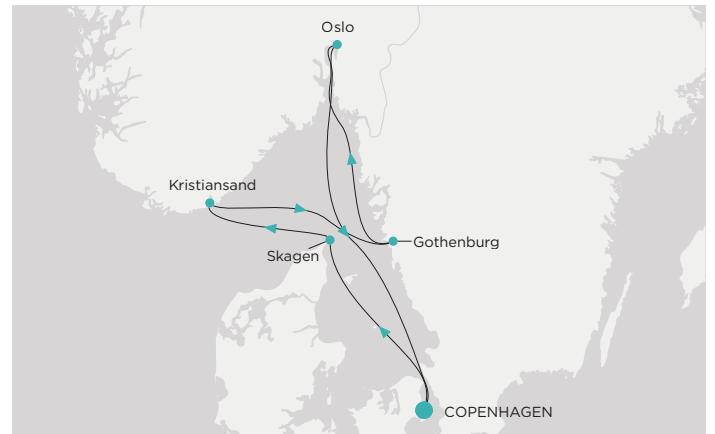 Oslo
Kristiansand
Gothenburg
Skagen
COPENHAGEN